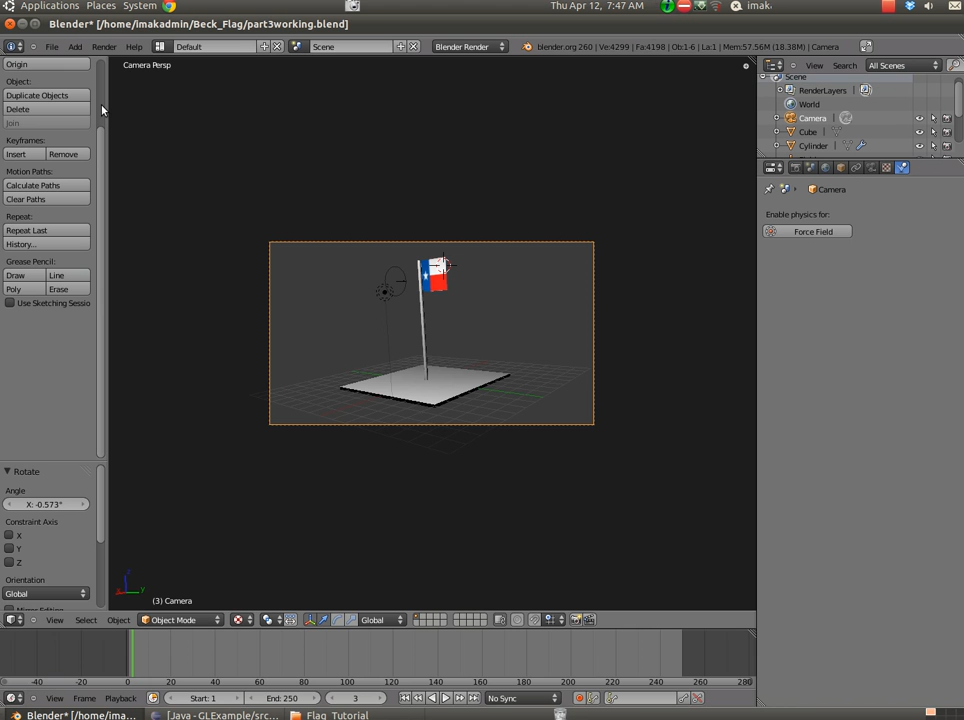 Applications Places System Thu Apr 12, 7:47 AM imak
Blender* [/home/imakadmin/Beck_Flag/part3working.blend]
File Add Render Help Default Scene Blender Render blender.org 260 | Ve:4299 | Fa:4198 | Ob:1-6 | La:1 | Mem:57.56M (18.38M) | Camera
Origin
Object:
Duplicate Objects
Delete
Join
Keyframes:
Insert Remove
Motion Paths:
Calculate Paths
Clear Paths
Repeat:
Repeat Last
History...
Grease Pencil:
Draw Line
Poly Erase
Use Sketching Sessio
Rotate
Angle
X: -0.573°
Constraint Axis
X
Y
Z
Orientation
Global
Camera Persp
(3) Camera
View Search All Scenes
Scene
RenderLayers
World
Camera
Cube
Cylinder
Camera
Enable physics for:
Force Field
View Select Object Object Mode Global
-40 -20 0 20 40 60 80 100 120 140 160 180 200 220 240 260 280
View Frame Playback Start: 1 End: 250 3 No Sync
Blender* [/home/ima... [Java - GLExample/src... Flag_Tutorial